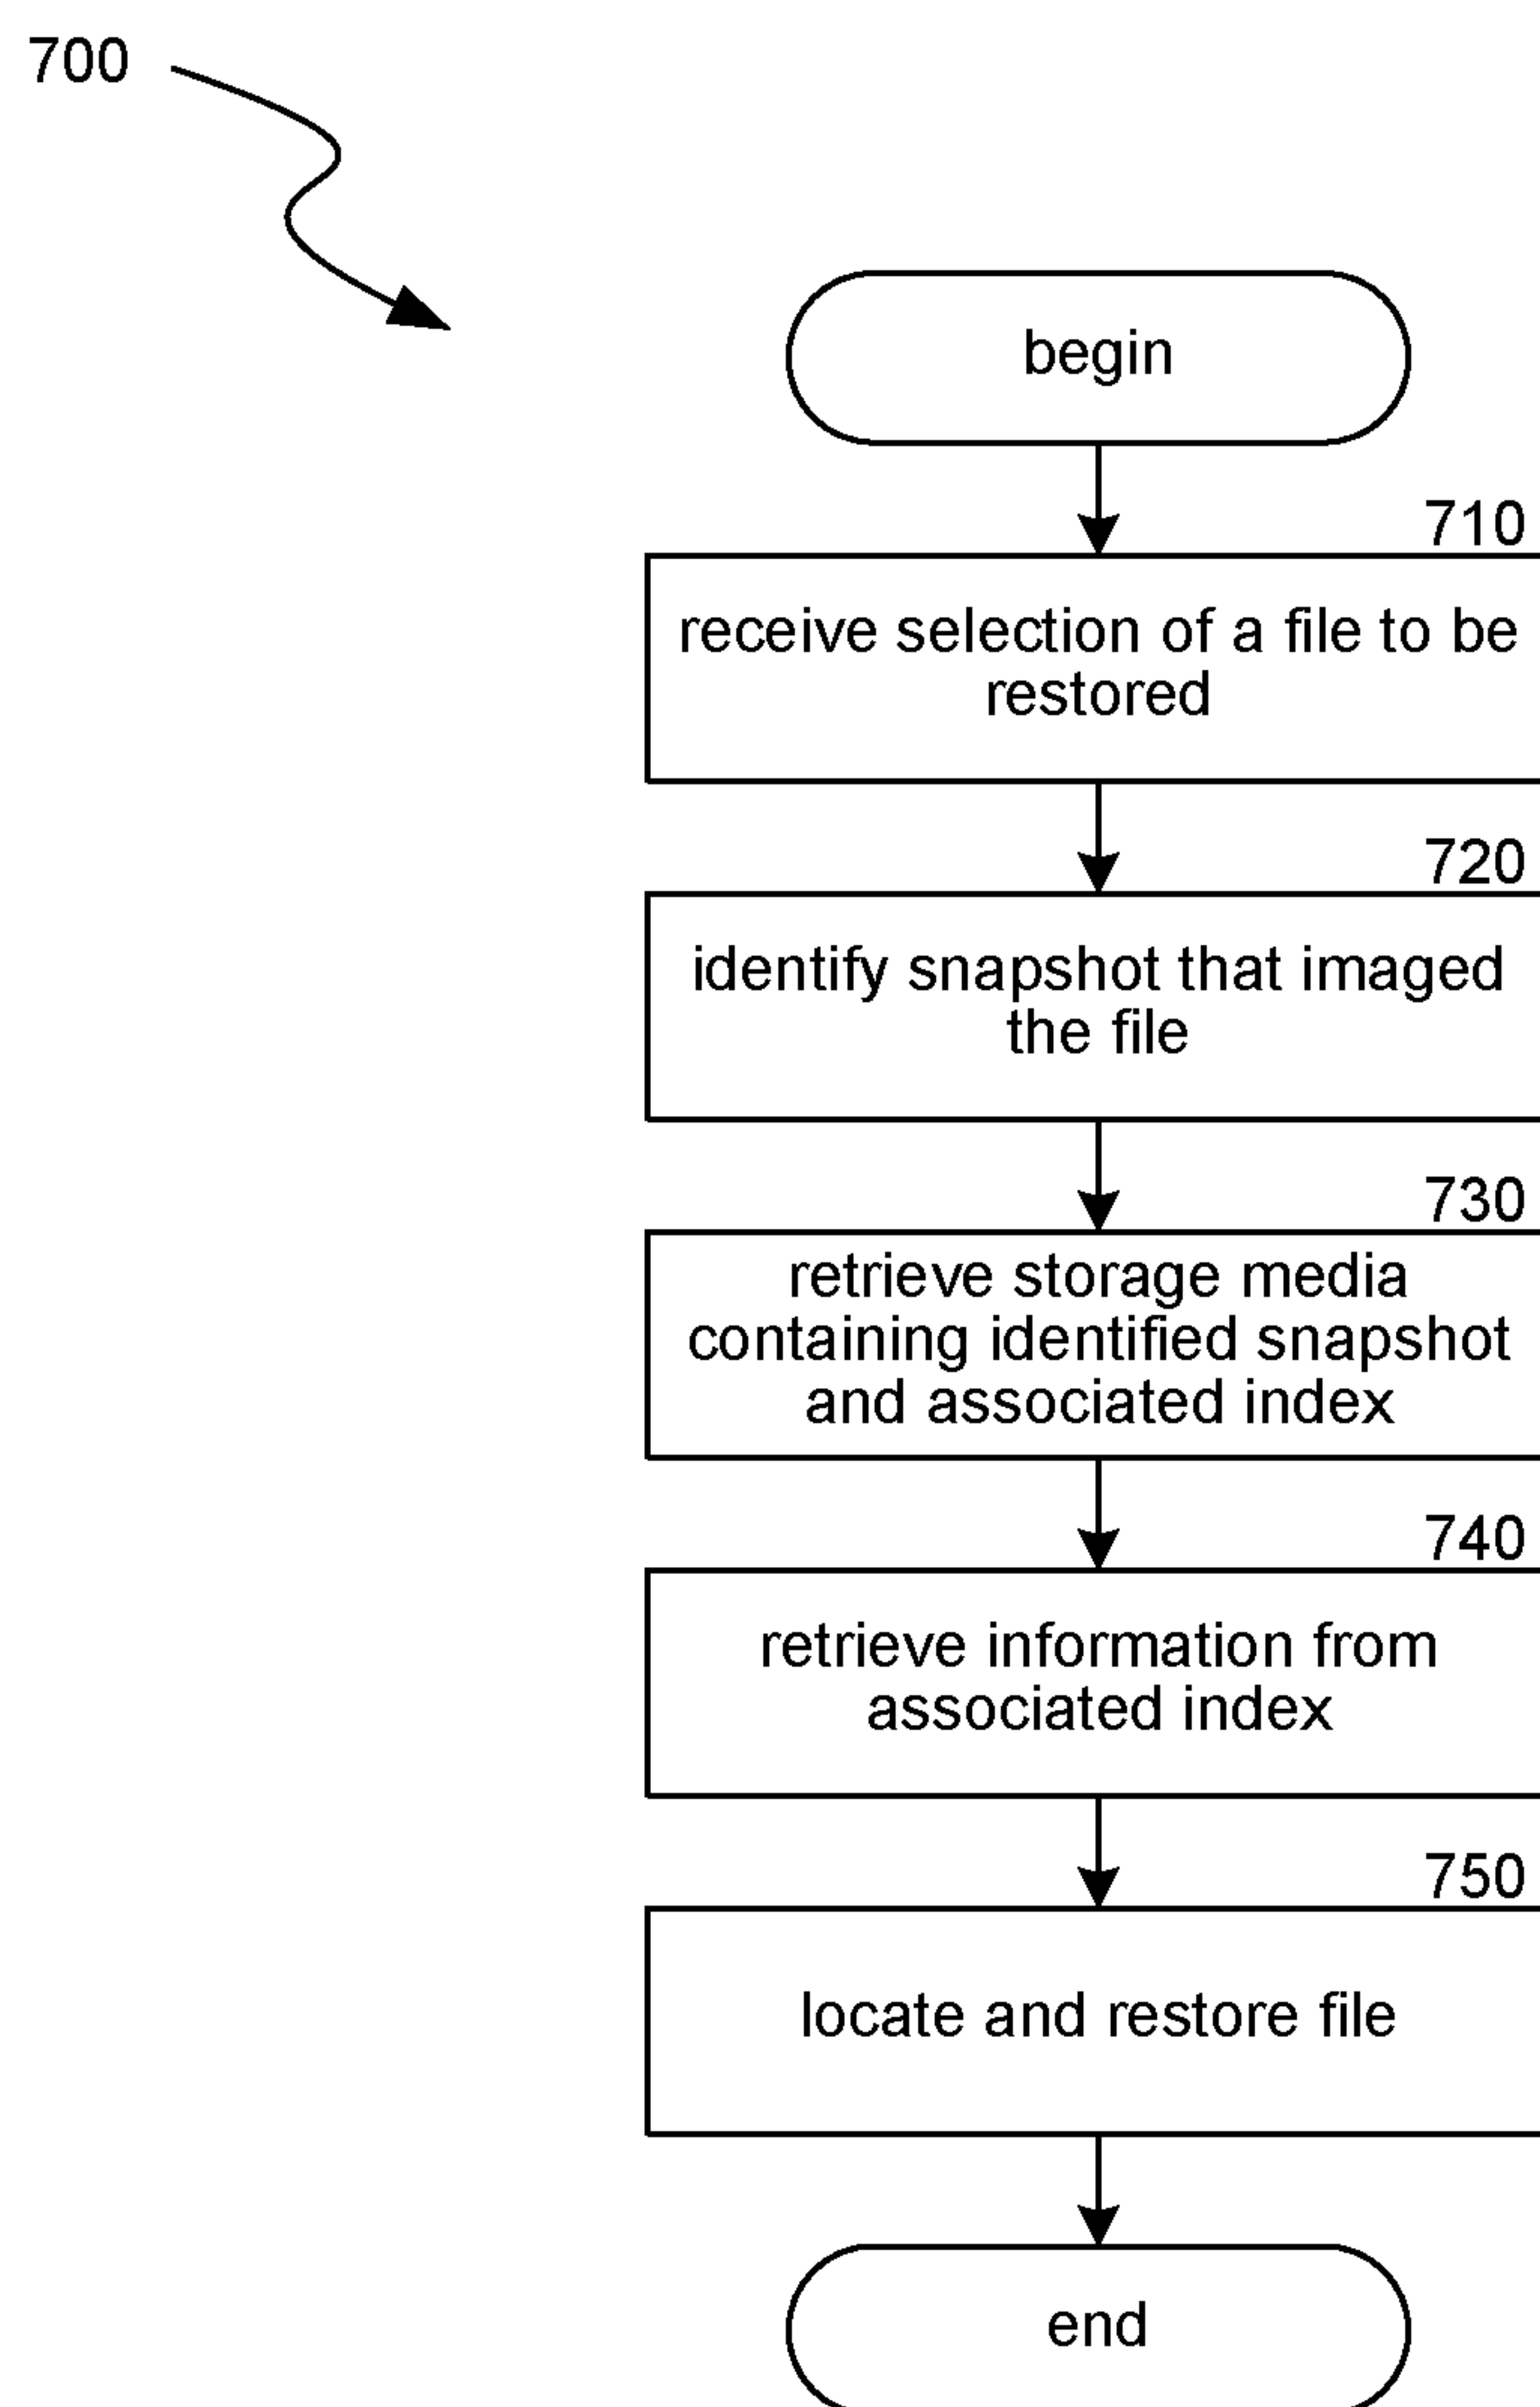 700
begin
710
receive selection of a file to be
restored
720
identify snapshot that imaged
the file
730
retrieve storage media
containing identified snapshot
and associated index
740
retrieve information from
associated index
750
locate and restore file
end